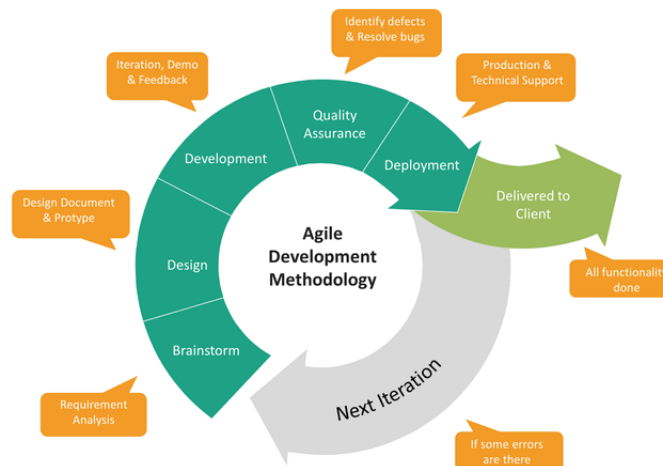 Identify defects
& Resolve bugs
Iteration, Demo
& Feedback
Production &
Technical Support
Quality
Assurance
Development
Deployment
Design Document
& Protype
Delivered to
Client
Agile
Development
Methodology
Design
All functionality
done
Brainstorm
Requirement
Analysis
Next Iteration
If some errors
are there